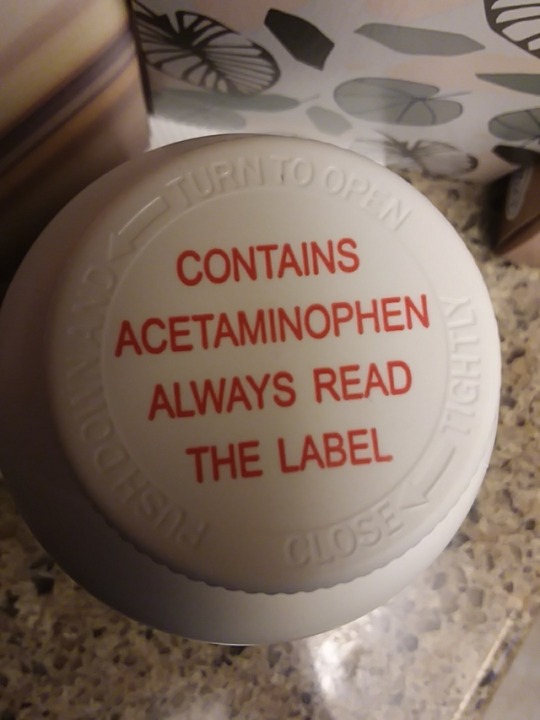 CONTAINS
ACETAMINOPHEN
ALWAYS READ
THE LABEL
PUSH DOWN AND
TURN TO OPEN
CLOSE
TIGHTLY